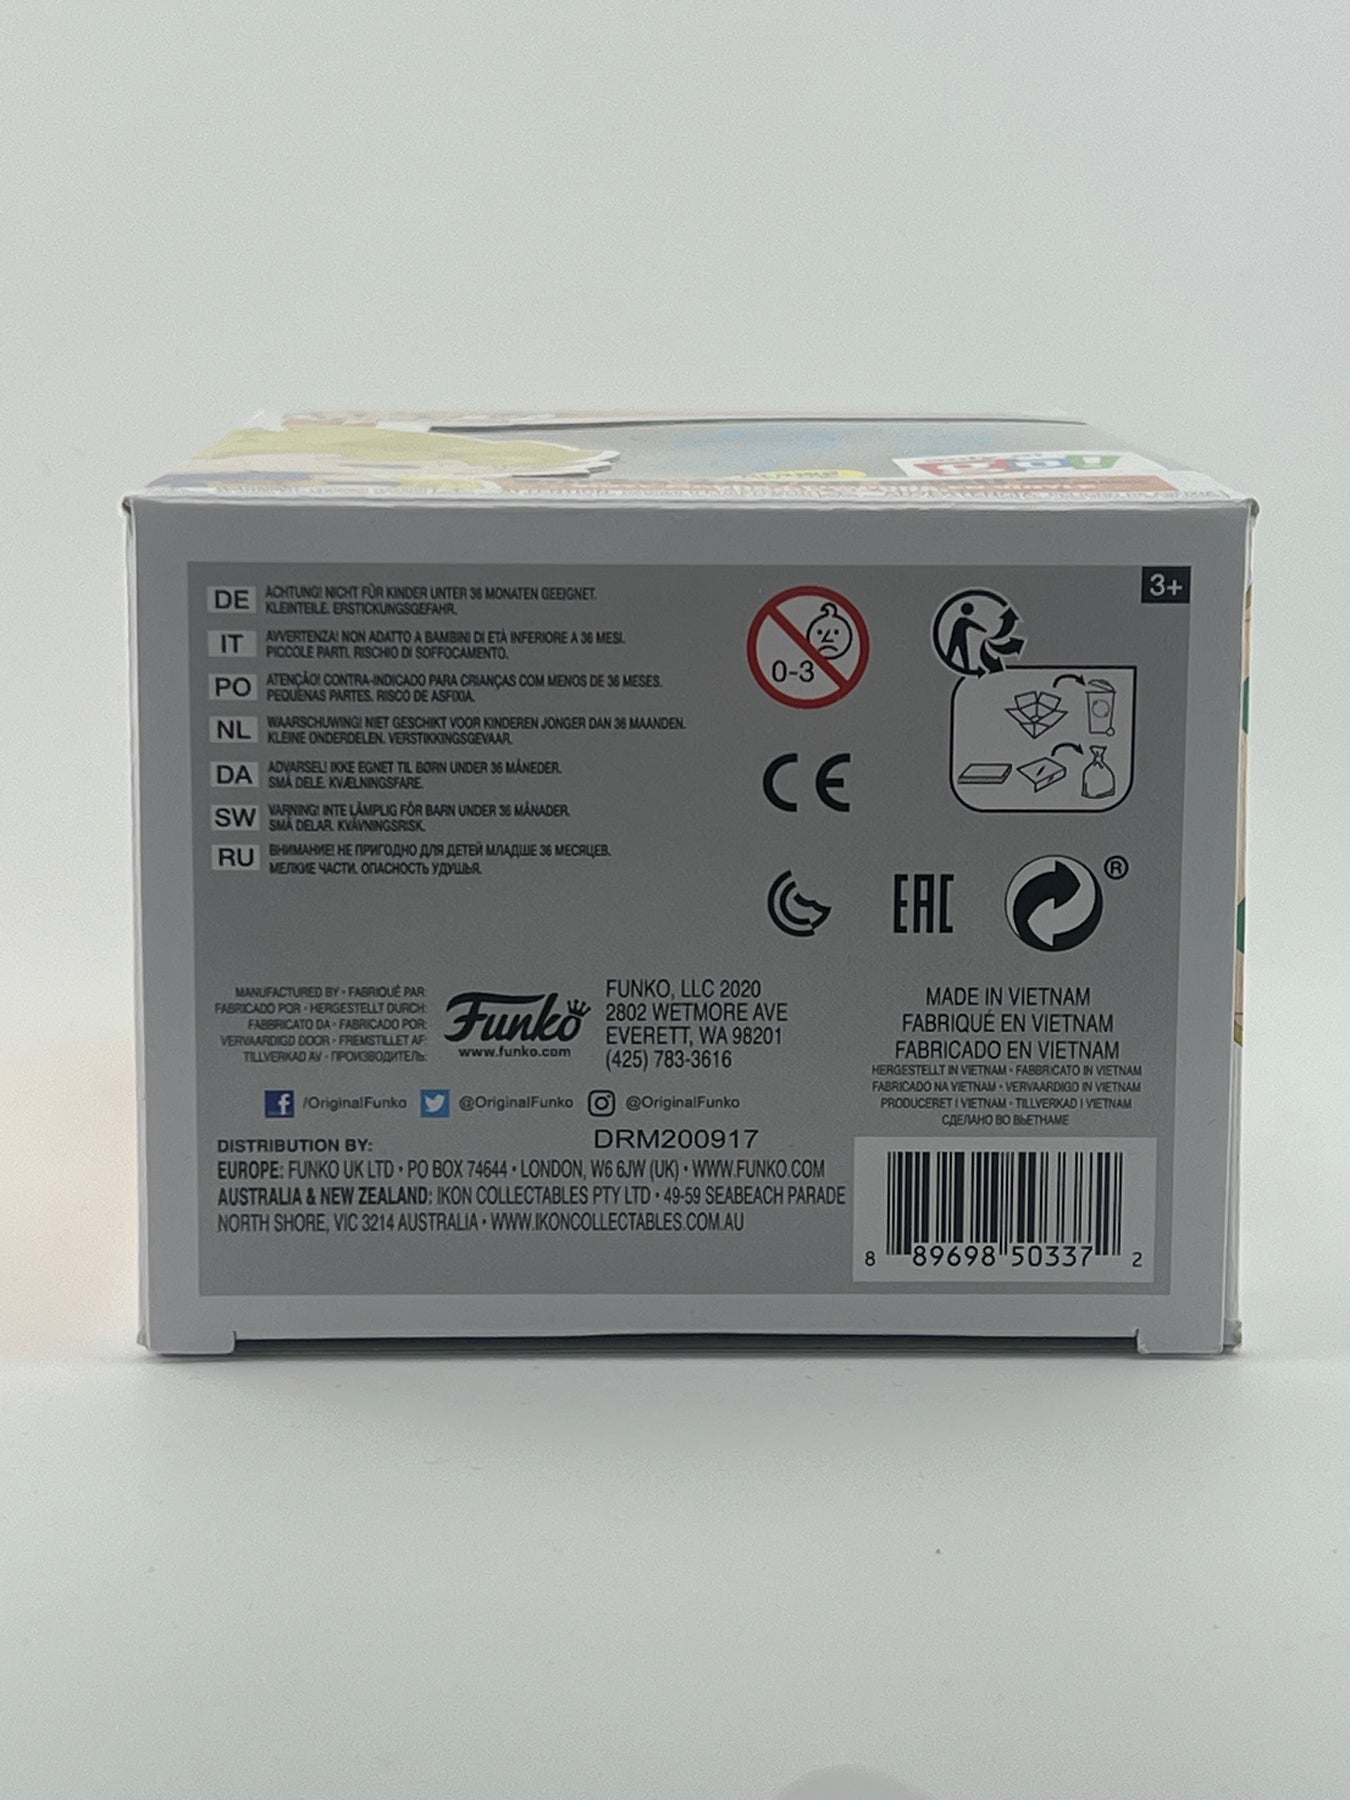 3+
DE ACHTUNG! NICHT FÜR KINDER UNTER 36 MONATEN GEEIGNET.
KLEINTEILE. ERSTICKUNGSGEFAHR.
IT AVVERTENZA! NON ADATTO A BAMBINI DI ETÀ INFERIORE A 36 MESI.
PICCOLE PARTI. RISCHIO DI SOFFOCAMENTO.
PO ATENÇÃO! CONTRA-INDICADO PARA CRIANÇAS COM MENOS DE 36 MESES.
PEQUENAS PARTES. RISCO DE ASFIXIA.
NL WAARSCHUWING! NIET GESCHIKT VOOR KINDEREN JONGER DAN 36 MAANDEN.
KLEINE ONDERDELEN. VERSTIKKINGSGEVAAR.
DA ADVARSEL! IKKE EGNET TIL BØRN UNDER 36 MÅNEDER.
SMÅ DELE. KVÆLNINGSFARE.
SW VARNING! INTE LÄMPLIG FÖR BARN UNDER 36 MÅNADER.
SMÅ DELAR. KVÄVNINGSRISK.
RU ВНИМАНИЕ! НЕ ПРИГОДНО ДЛЯ ДЕТЕЙ МЛАДШЕ 36 МЕСЯЦЕВ.
МЕЛКИЕ ЧАСТИ. ОПАСНОСТЬ УДУШЬЯ.
0-3
CE
EAC
®
MANUFACTURED BY • FABRIQUÉ PAR:
FABRICADO POR • HERGESTELLT DURCH:
FABBRICATO DA • FABRICADO POR:
VERVAARDIGD DOOR • FREMSTILLET AF:
TILLVERKAD AV • ПРОИЗВОДИТЕЛЬ:
Funko
www.funko.com
FUNKO, LLC 2020
2802 WETMORE AVE
EVERETT, WA 98201
(425) 783-3616
MADE IN VIETNAM
FABRIQUÉ EN VIETNAM
FABRICADO EN VIETNAM
HERGESTELLT IN VIETNAM • FABBRICATO IN VIETNAM
FABRICADO NA VIETNAM • VERVAARDIGD IN VIETNAM
PRODUCERET I VIETNAM • TILLVERKAD I VIETNAM
СДЕЛАНО ВО ВЬЕТНАМЕ
/OriginalFunko @OriginalFunko @OriginalFunko
DRM200917
DISTRIBUTION BY:
EUROPE: FUNKO UK LTD • PO BOX 74644 • LONDON, W6 6JW (UK) • WWW.FUNKO.COM
AUSTRALIA & NEW ZEALAND: IKON COLLECTABLES PTY LTD • 49-59 SEABEACH PARADE
NORTH SHORE, VIC 3214 AUSTRALIA • WWW.IKONCOLLECTABLES.COM.AU
8 89698 50337 2